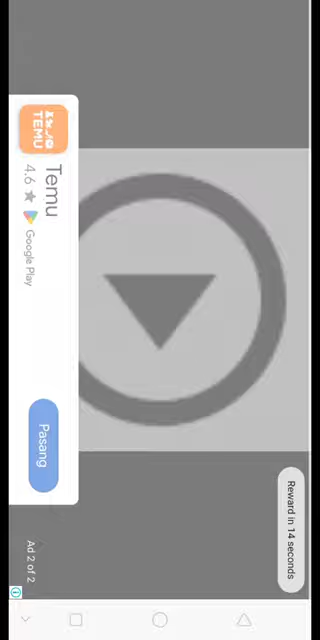 TEMU
Temu
4.6 ★ Google Play
Pasang
Ad 2 of 2
Reward in 14 seconds